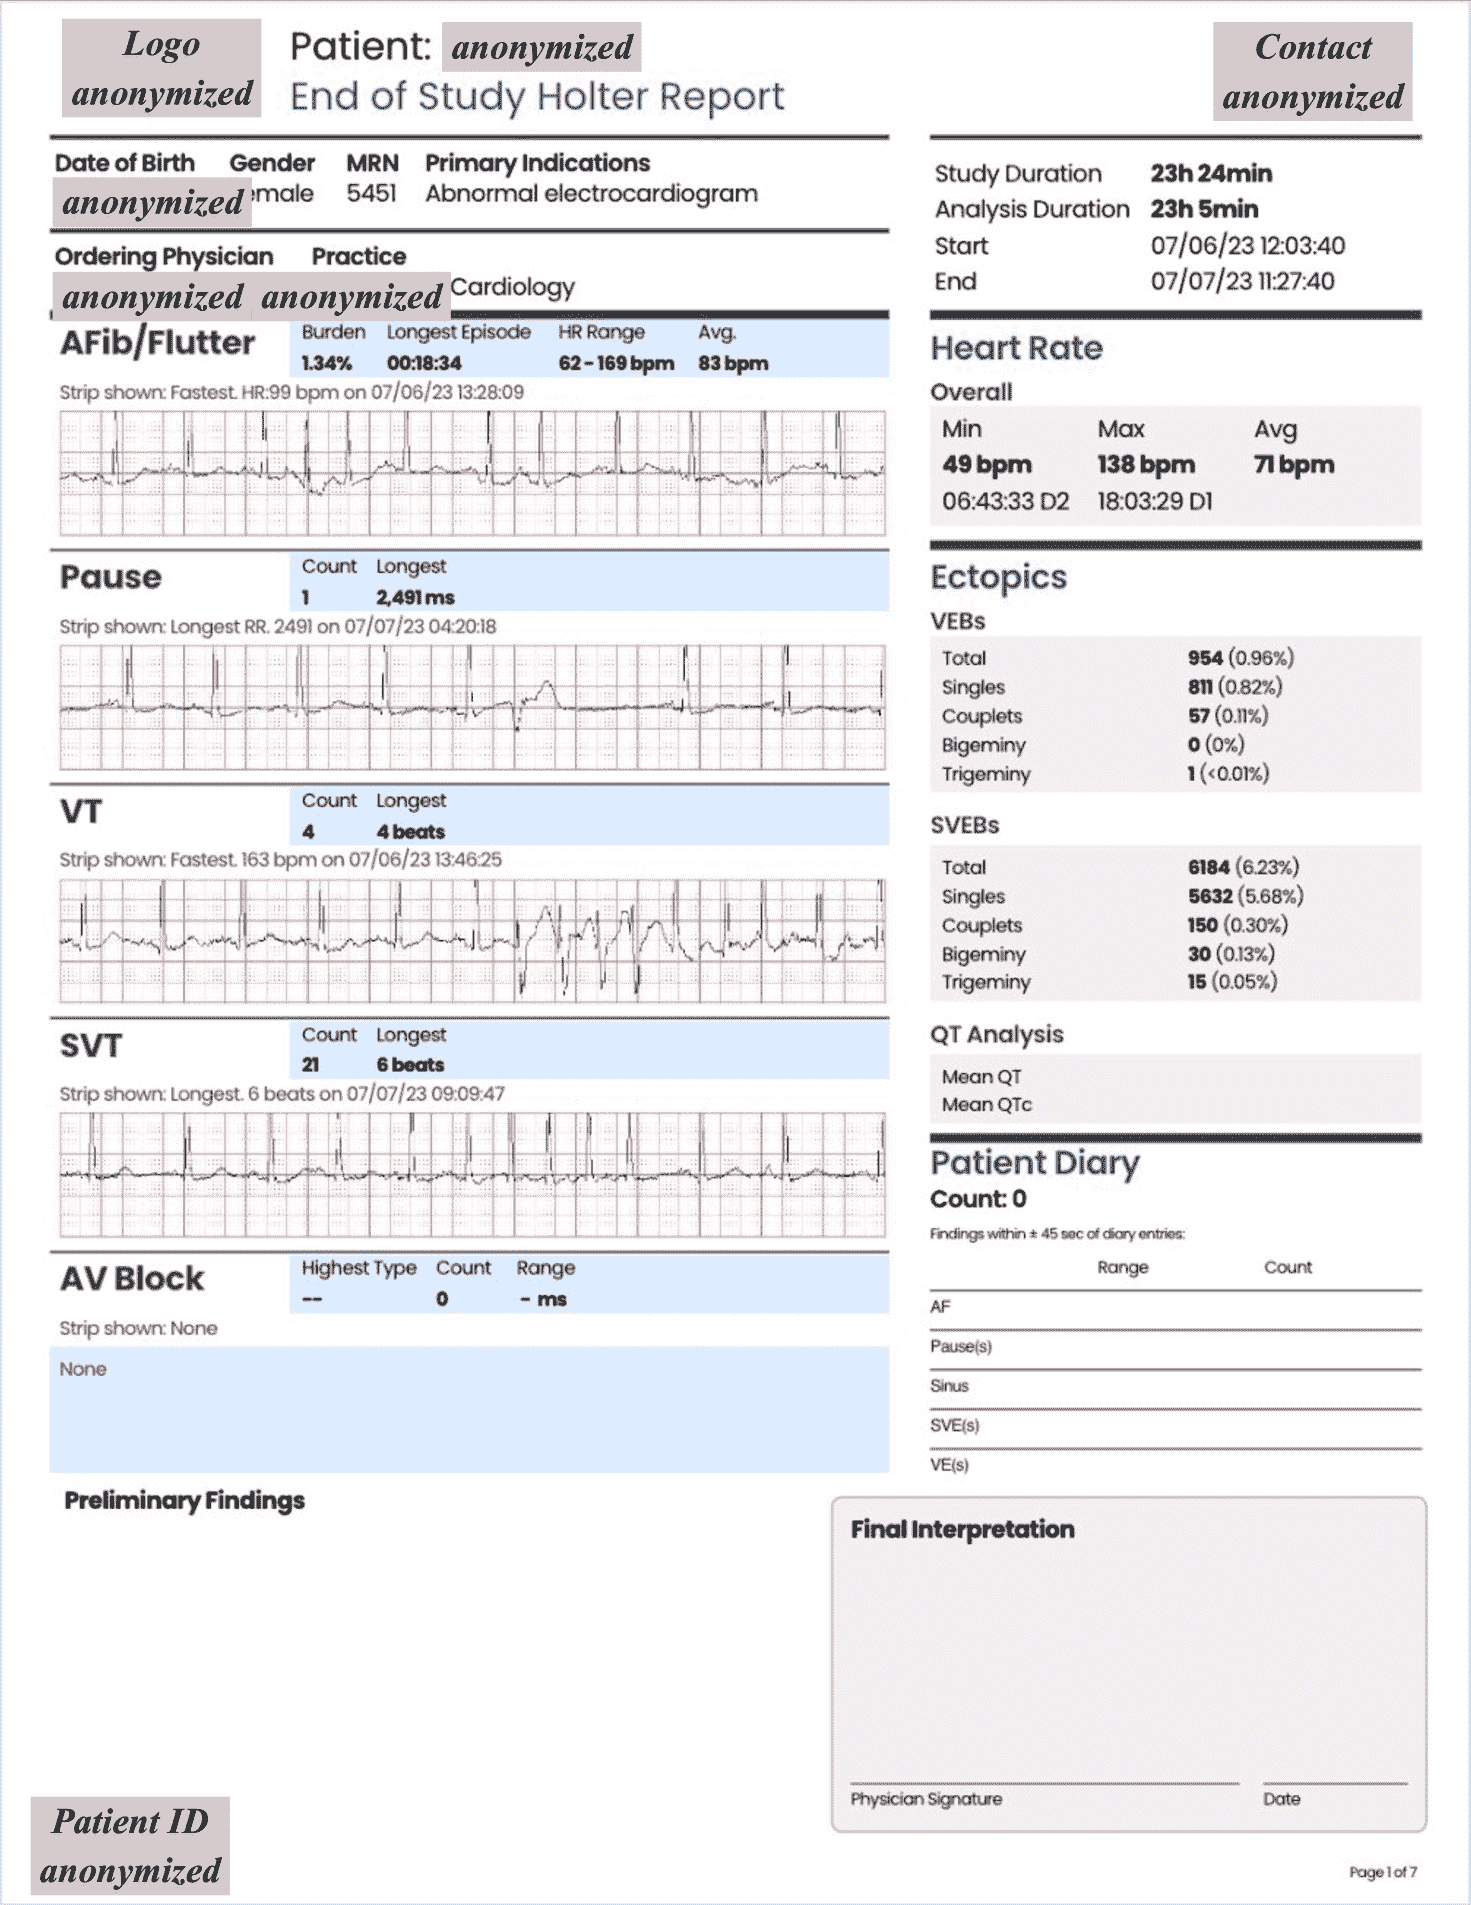 Logo
anonymized
Patient: anonymized
End of Study Holter Report
Contact
anonymized
Date of Birth Gender MRN Primary Indications
anonymized emale 5451 Abnormal electrocardiogram
Ordering Physician Practice
anonymized anonymized Cardiology
Study Duration 23h 24min
Analysis Duration 23h 5min
Start 07/06/23 12:03:40
End 07/07/23 11:27:40
AFib/Flutter
Burden Longest Episode HR Range Avg.
1.34% 00:18:34 62 - 169 bpm 83 bpm
Strip shown: Fastest. HR:99 bpm on 07/06/23 13:28:09
Pause
Count Longest
1 2,491 ms
Strip shown: Longest RR. 2491 on 07/07/23 04:20:18
VT
Count Longest
4 4 beats
Strip shown: Fastest. 163 bpm on 07/06/23 13:46:25
SVT
Count Longest
21 6 beats
Strip shown: Longest. 6 beats on 07/07/23 09:09:47
AV Block
Highest Type Count Range
-- 0 - ms
Strip shown: None
None
Heart Rate
Overall
Min Max Avg
49 bpm 138 bpm 71 bpm
06:43:33 D2 18:03:29 D1
Ectopics
VEBs
Total 954 (0.96%)
Singles 811 (0.82%)
Couplets 57 (0.11%)
Bigeminy 0 (0%)
Trigeminy 1 (<0.01%)
SVEBs
Total 6184 (6.23%)
Singles 5632 (5.68%)
Couplets 150 (0.30%)
Bigeminy 30 (0.13%)
Trigeminy 15 (0.05%)
QT Analysis
Mean QT
Mean QTc
Patient Diary
Count: 0
Findings within ± 45 sec of diary entries:
Range Count
AF
Pause(s)
Sinus
SVE(s)
VE(s)
Preliminary Findings
Final Interpretation
Physician Signature Date
Patient ID
anonymized
Page 1 of 7